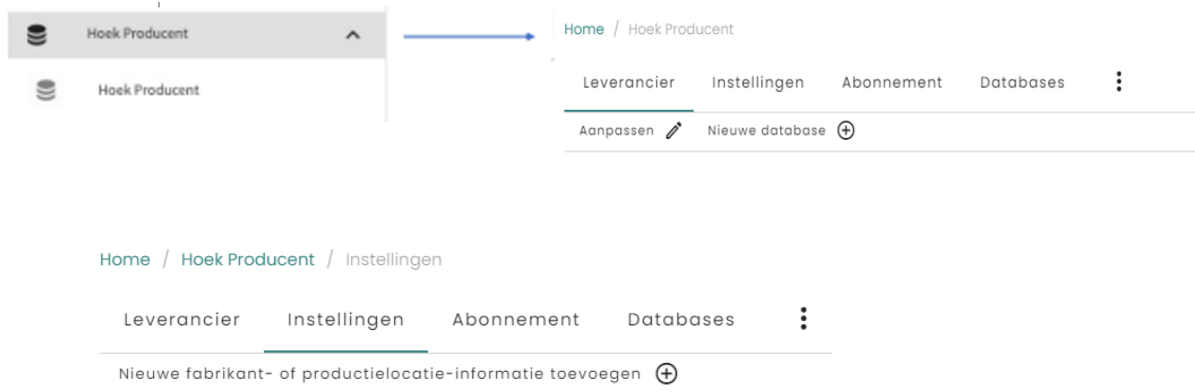 Hoek Producent
Hoek Producent
Home / Hoek Producent
Leverancier Instellingen Abonnement Databases
Aanpassen Nieuwe database
Home / Hoek Producent / Instellingen
Leverancier Instellingen Abonnement Databases
Nieuwe fabrikant- of productielocatie-informatie toevoegen